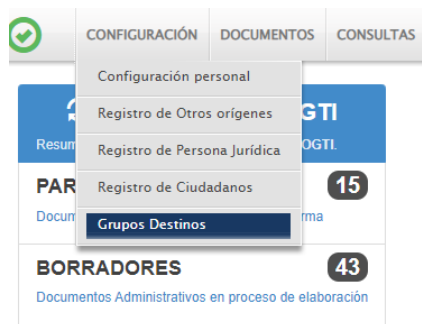 CONFIGURACIÓN DOCUMENTOS CONSULTAS
Configuración personal
Registro de Otros orígenes
GTI
Resum
Registro de Persona Jurídica
OGTI.
PAR
Registro de Ciudadanos
15
Docum
Grupos Destinos
rma
BORRADORES 43
Documentos Administrativos en proceso de elaboración